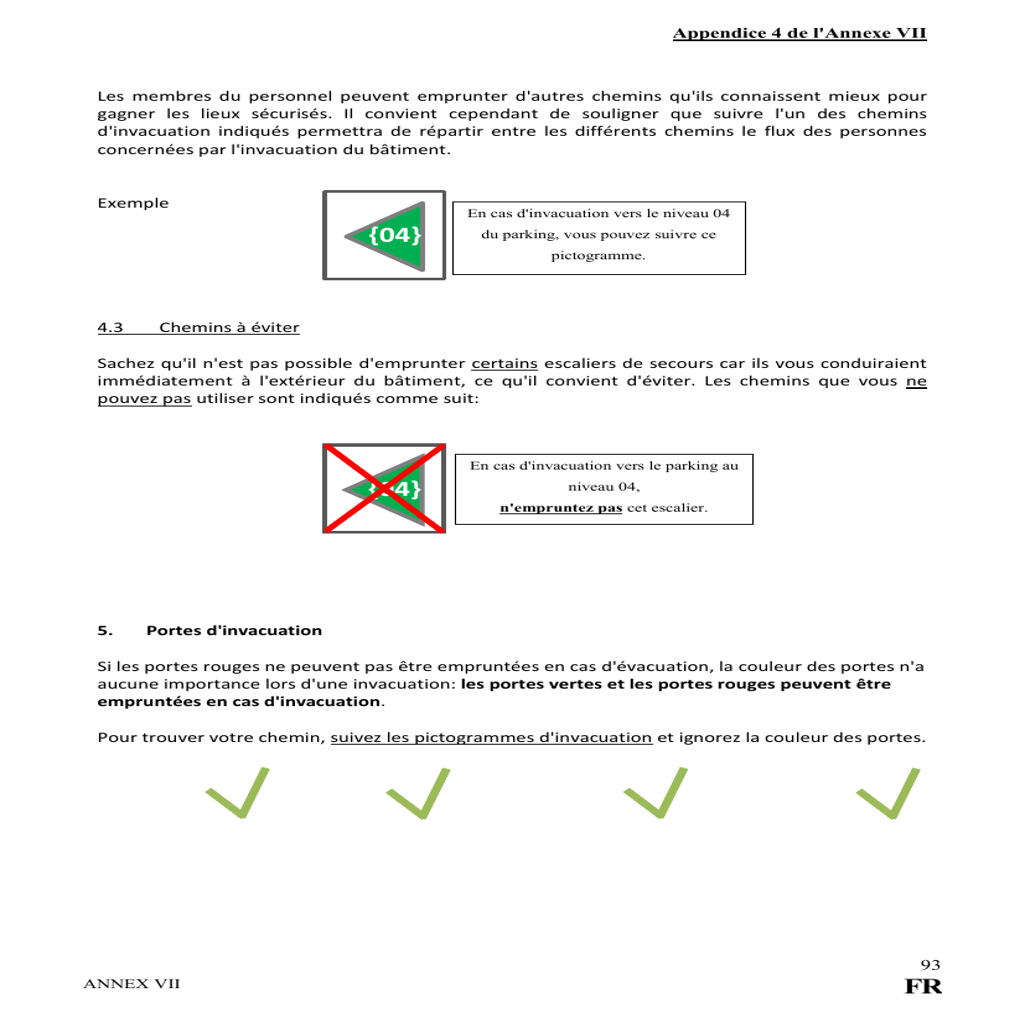 Appendice 4 de l'Annexe VII
Les membres du personnel peuvent emprunter d'autres chemins qu'ils connaissent mieux pour
gagner les lieux sécurisés. Il convient cependant de souligner que suivre l'un des chemins
d'invacuation indiqués permettra de répartir entre les différents chemins le flux des personnes
concernées par l'invacuation du bâtiment.
Exemple
{04}
En cas d'invacuation vers le niveau 04
du parking, vous pouvez suivre ce
pictogramme.
4.3 Chemins à éviter
Sachez qu'il n'est pas possible d'emprunter certains escaliers de secours car ils vous conduiraient
immédiatement à l'extérieur du bâtiment, ce qu'il convient d'éviter. Les chemins que vous ne
pouvez pas utiliser sont indiqués comme suit:
{04}
En cas d'invacuation vers le parking au
niveau 04,
n'empruntez pas cet escalier.
5. Portes d'invacuation
Si les portes rouges ne peuvent pas être empruntées en cas d'évacuation, la couleur des portes n'a
aucune importance lors d'une invacuation: les portes vertes et les portes rouges peuvent être
empruntées en cas d'invacuation.
Pour trouver votre chemin, suivez les pictogrammes d'invacuation et ignorez la couleur des portes.
93
ANNEX VII
FR